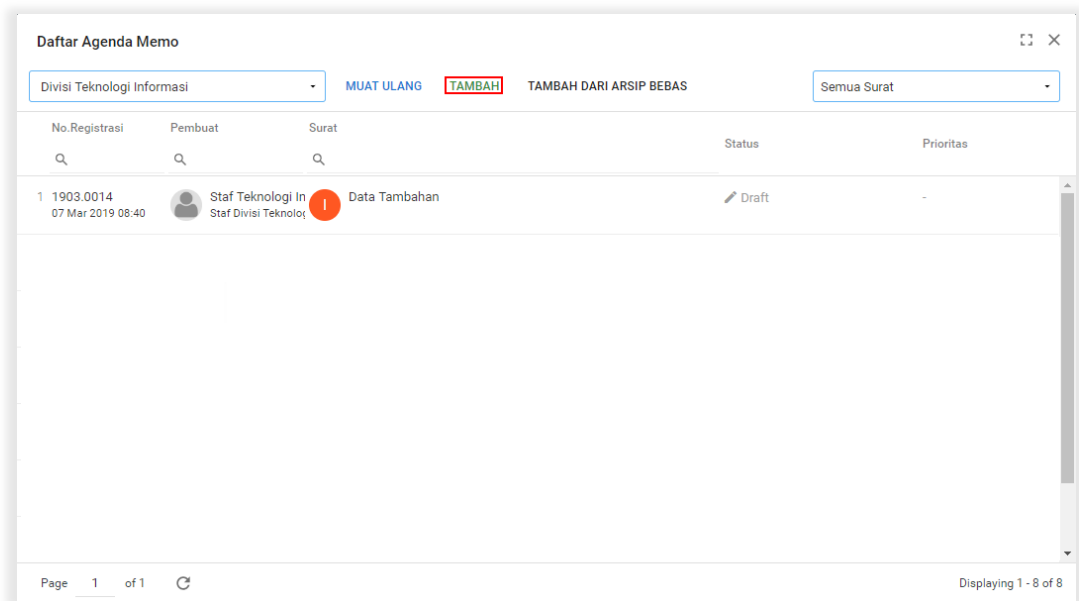 Daftar Agenda Memo
Divisi Teknologi Informasi MUAT ULANG TAMBAH TAMBAH DARI ARSIP BEBAS Semua Surat
No.Registrasi Pembuat Surat Status Prioritas
1 1903.0014 Staf Teknologi In I Data Tambahan Draft -
07 Mar 2019 08:40 Staf Divisi Teknolog
Page 1 of 1 Displaying 1 - 8 of 8